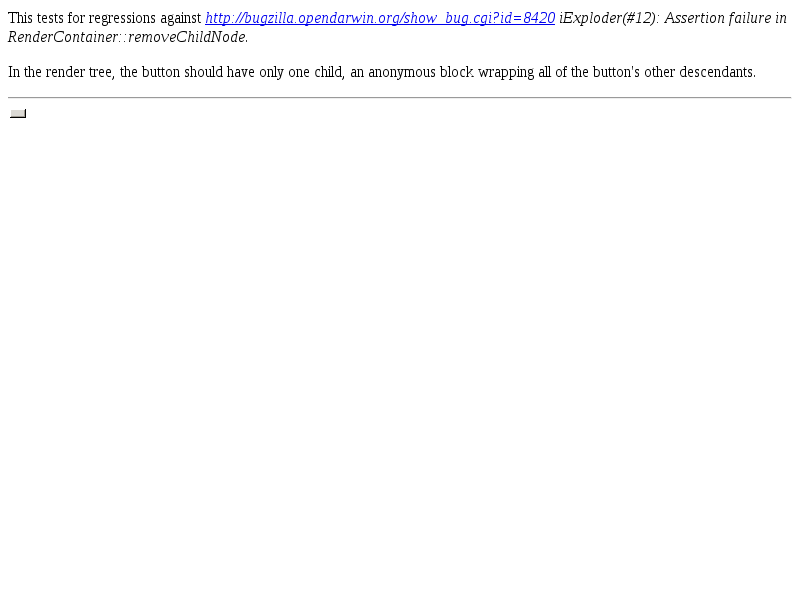 This tests for regressions against http://bugzilla.opendarwin.org/show_bug.cgi?id=8420 iExploder(#12): Assertion failure in
RenderContainer::removeChildNode.
In the render tree, the button should have only one child, an anonymous block wrapping all of the button's other descendants.